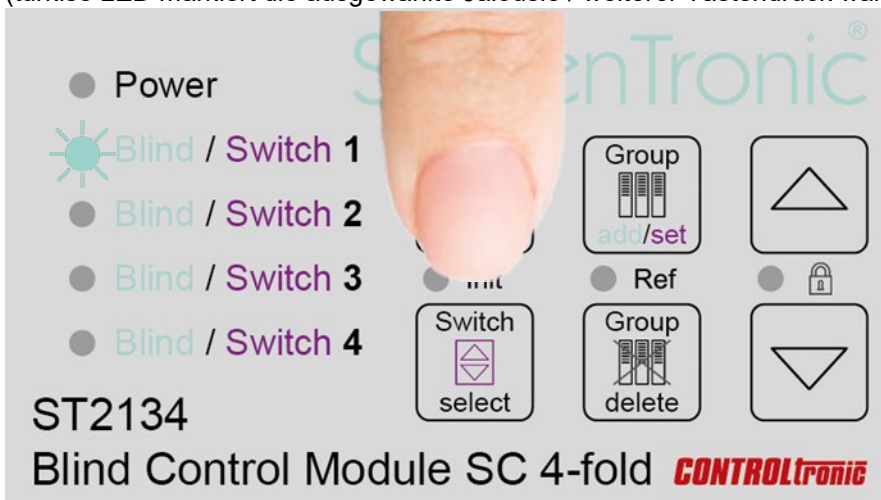 Power
Blind / Switch 1
Blind / Switch 2
Blind / Switch 3
Blind / Switch 4
Group
add/set
Ref
Switch
select
Group
delete
ST2134
Blind Control Module SC 4-fold CONTROLtronic